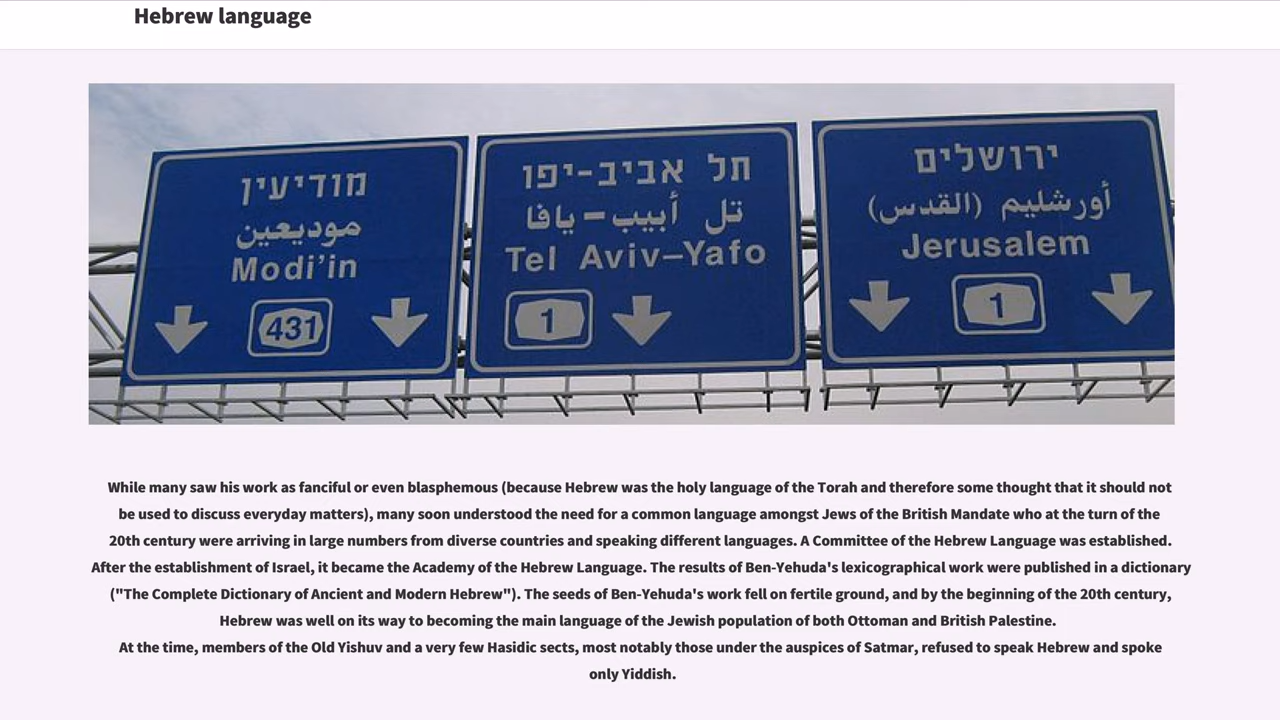 Hebrew language
מודיעין
موديعين
Modi'in
431
תל אביב-יפו
تل أبيب - يافا
Tel Aviv–Yafo
1
ירושלים
أورشليم (القدس)
Jerusalem
1
While many saw his work as fanciful or even blasphemous (because Hebrew was the holy language of the Torah and therefore some thought that it should not
be used to discuss everyday matters), many soon understood the need for a common language amongst Jews of the British Mandate who at the turn of the
20th century were arriving in large numbers from diverse countries and speaking different languages. A Committee of the Hebrew Language was established.
After the establishment of Israel, it became the Academy of the Hebrew Language. The results of Ben-Yehuda's lexicographical work were published in a dictionary
("The Complete Dictionary of Ancient and Modern Hebrew"). The seeds of Ben-Yehuda's work fell on fertile ground, and by the beginning of the 20th century,
Hebrew was well on its way to becoming the main language of the Jewish population of both Ottoman and British Palestine.
At the time, members of the Old Yishuv and a very few Hasidic sects, most notably those under the auspices of Satmar, refused to speak Hebrew and spoke
only Yiddish.